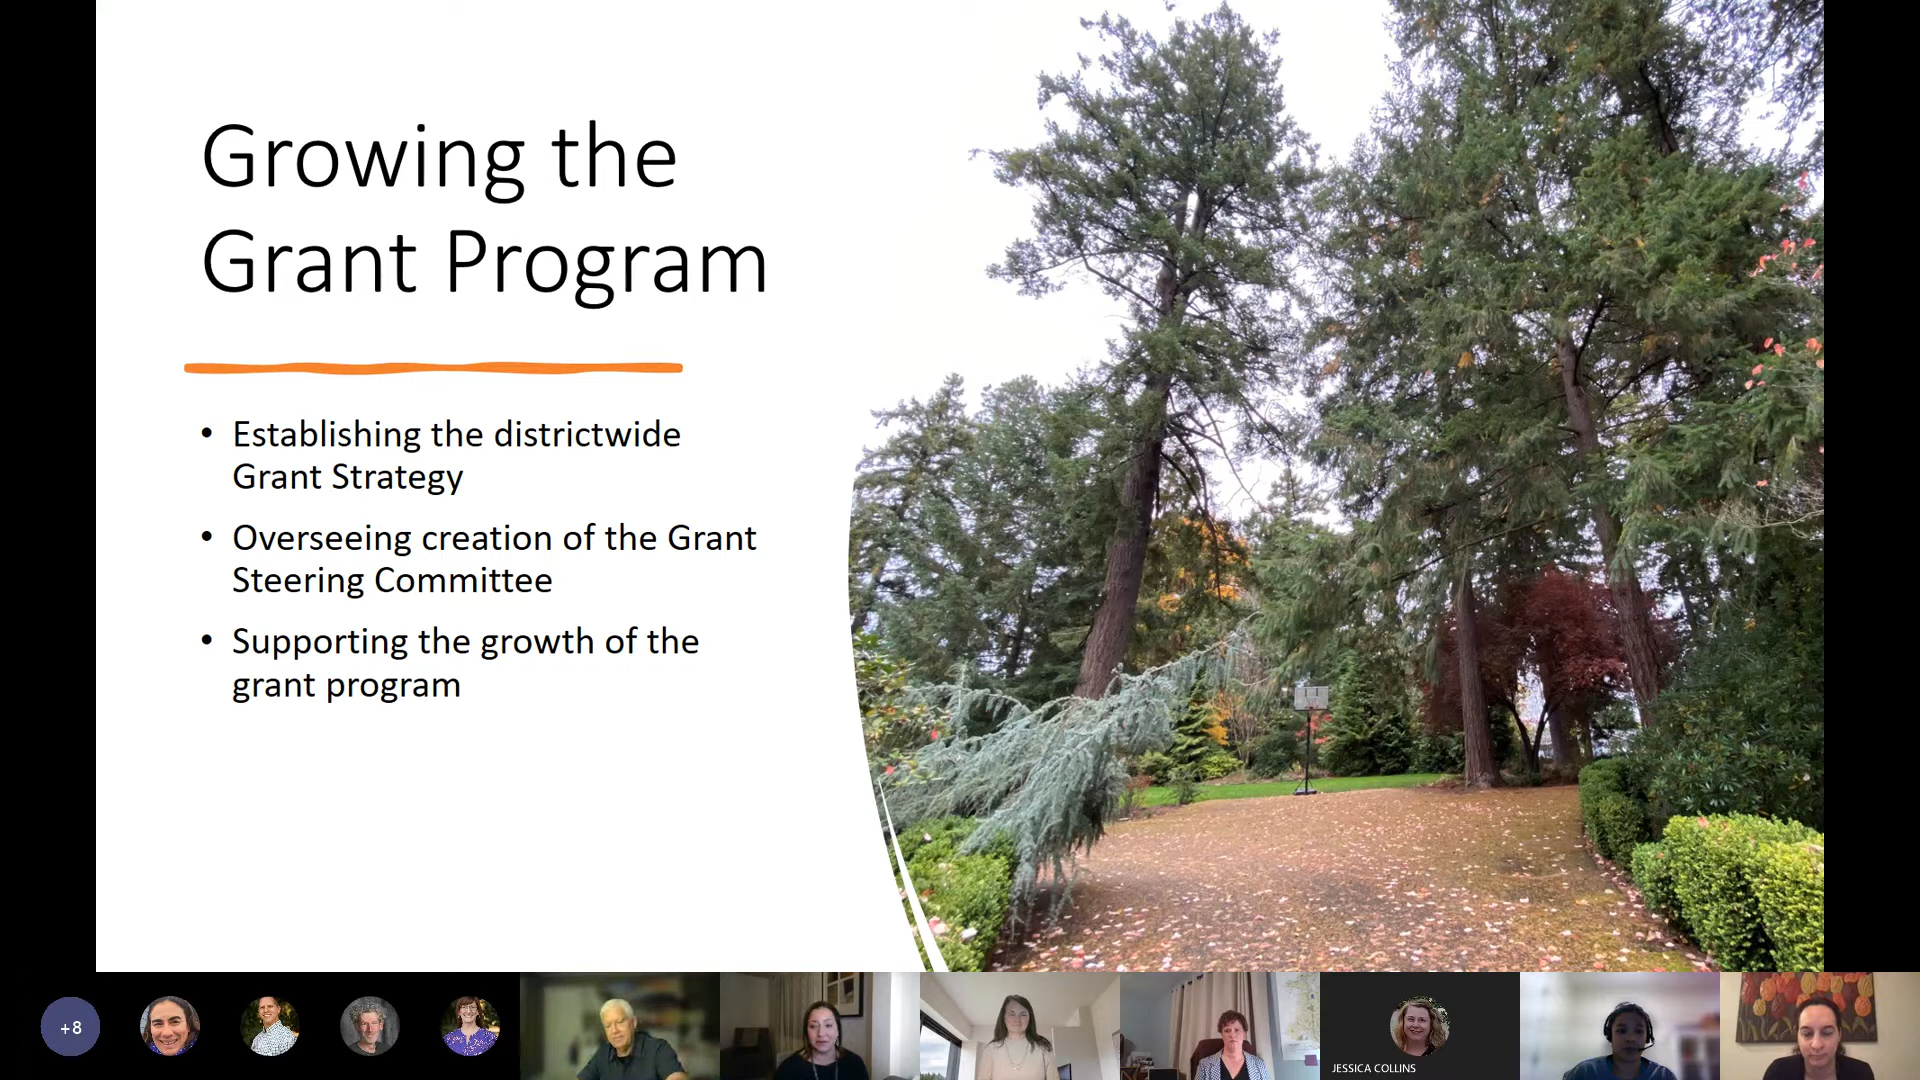 Growing the
Grant Program
• Establishing the districtwide
Grant Strategy
• Overseeing creation of the Grant
Steering Committee
• Supporting the growth of the
grant program
+8
JESSICA COLLINS